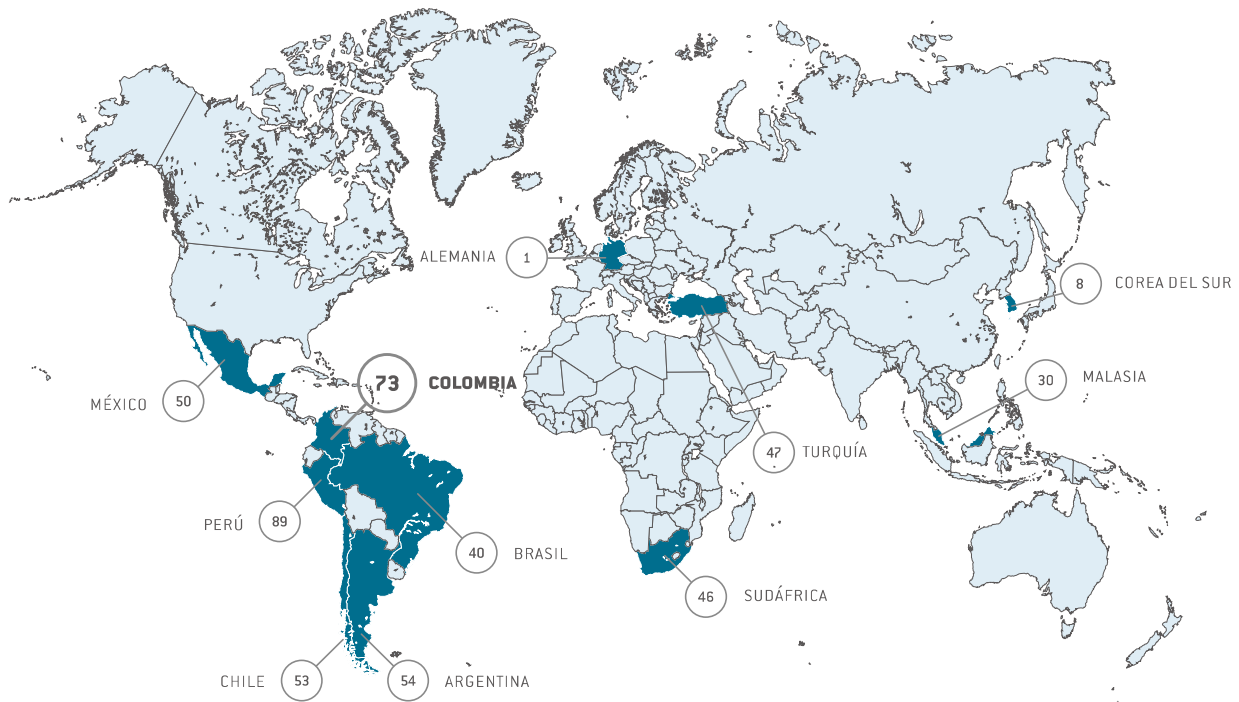 ALEMANIA 1
8 COREA DEL SUR
73 COLOMBIA
30 MALASIA
MÉXICO 50
47 TURQUÍA
PERÚ 89
40 BRASIL
46 SUDÁFRICA
CHILE 53
54 ARGENTINA